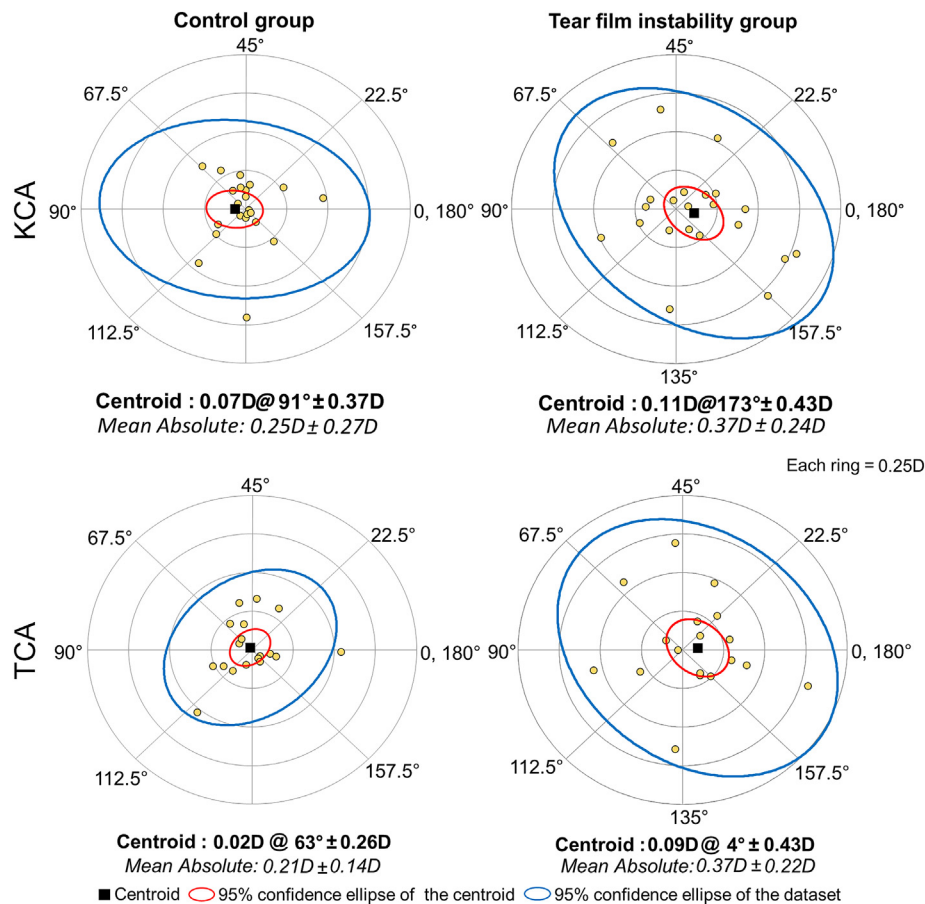 Control group
Tear film instability group
45°
45°
67.5°
22.5°
67.5°
22.5°
KCA
90°
0, 180°
90°
0, 180°
112.5°
157.5°
112.5°
157.5°
135°
Centroid : 0.07D@ 91° ± 0.37D
Mean Absolute: 0.25D ± 0.27D
Centroid : 0.11D@173°± 0.43D
Mean Absolute: 0.37D ± 0.24D
Each ring = 0.25D
45°
45°
67.5°
22.5°
67.5°
22.5°
TCA
90°
0, 180°
90°
0, 180°
112.5°
157.5°
112.5°
157.5°
135°
Centroid : 0.02D @ 63° ± 0.26D
Mean Absolute: 0.21D ± 0.14D
Centroid : 0.09D @ 4° ± 0.43D
Mean Absolute: 0.37D ± 0.22D
Centroid 95% confidence ellipse of the centroid 95% confidence ellipse of the dataset